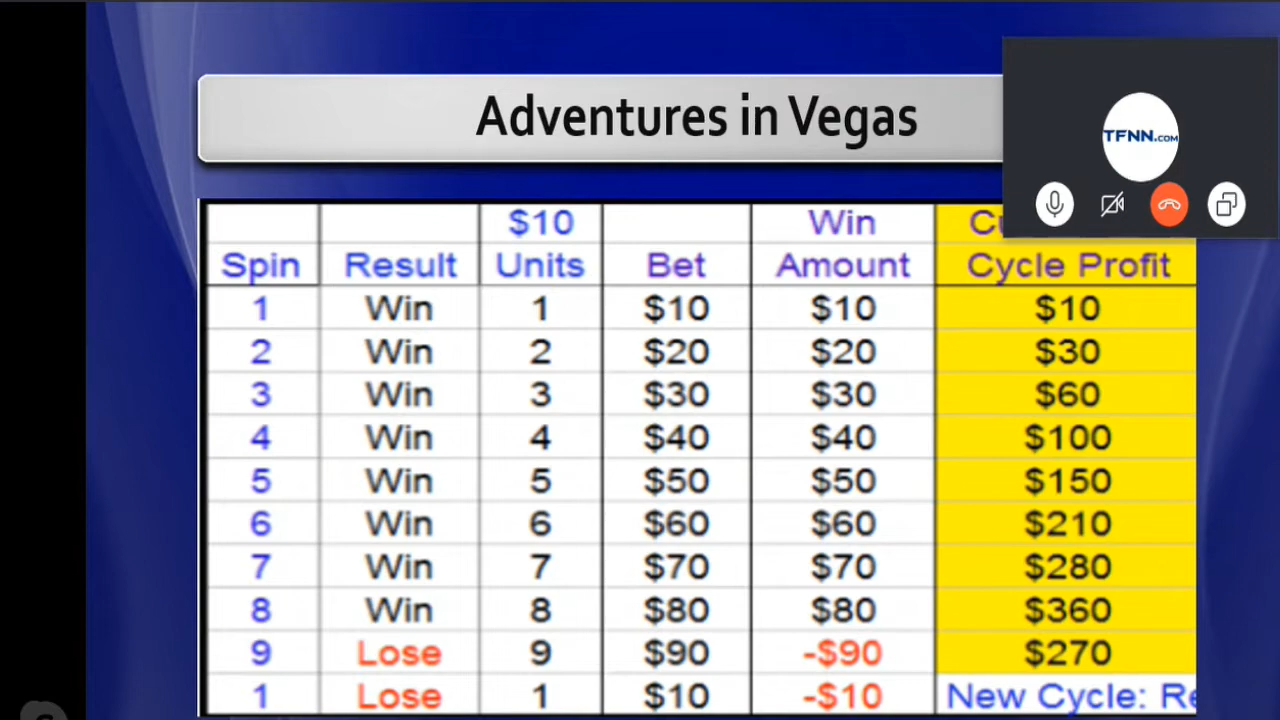 Adventures in Vegas
TFNN.COM
$10 Win
Spin Result Units Bet Amount Cycle Profit
1 Win 1 $10 $10 $10
2 Win 2 $20 $20 $30
3 Win 3 $30 $30 $60
4 Win 4 $40 $40 $100
5 Win 5 $50 $50 $150
6 Win 6 $60 $60 $210
7 Win 7 $70 $70 $280
8 Win 8 $80 $80 $360
9 Lose 9 $90 -$90 $270
1 Lose 1 $10 -$10 New Cycle: